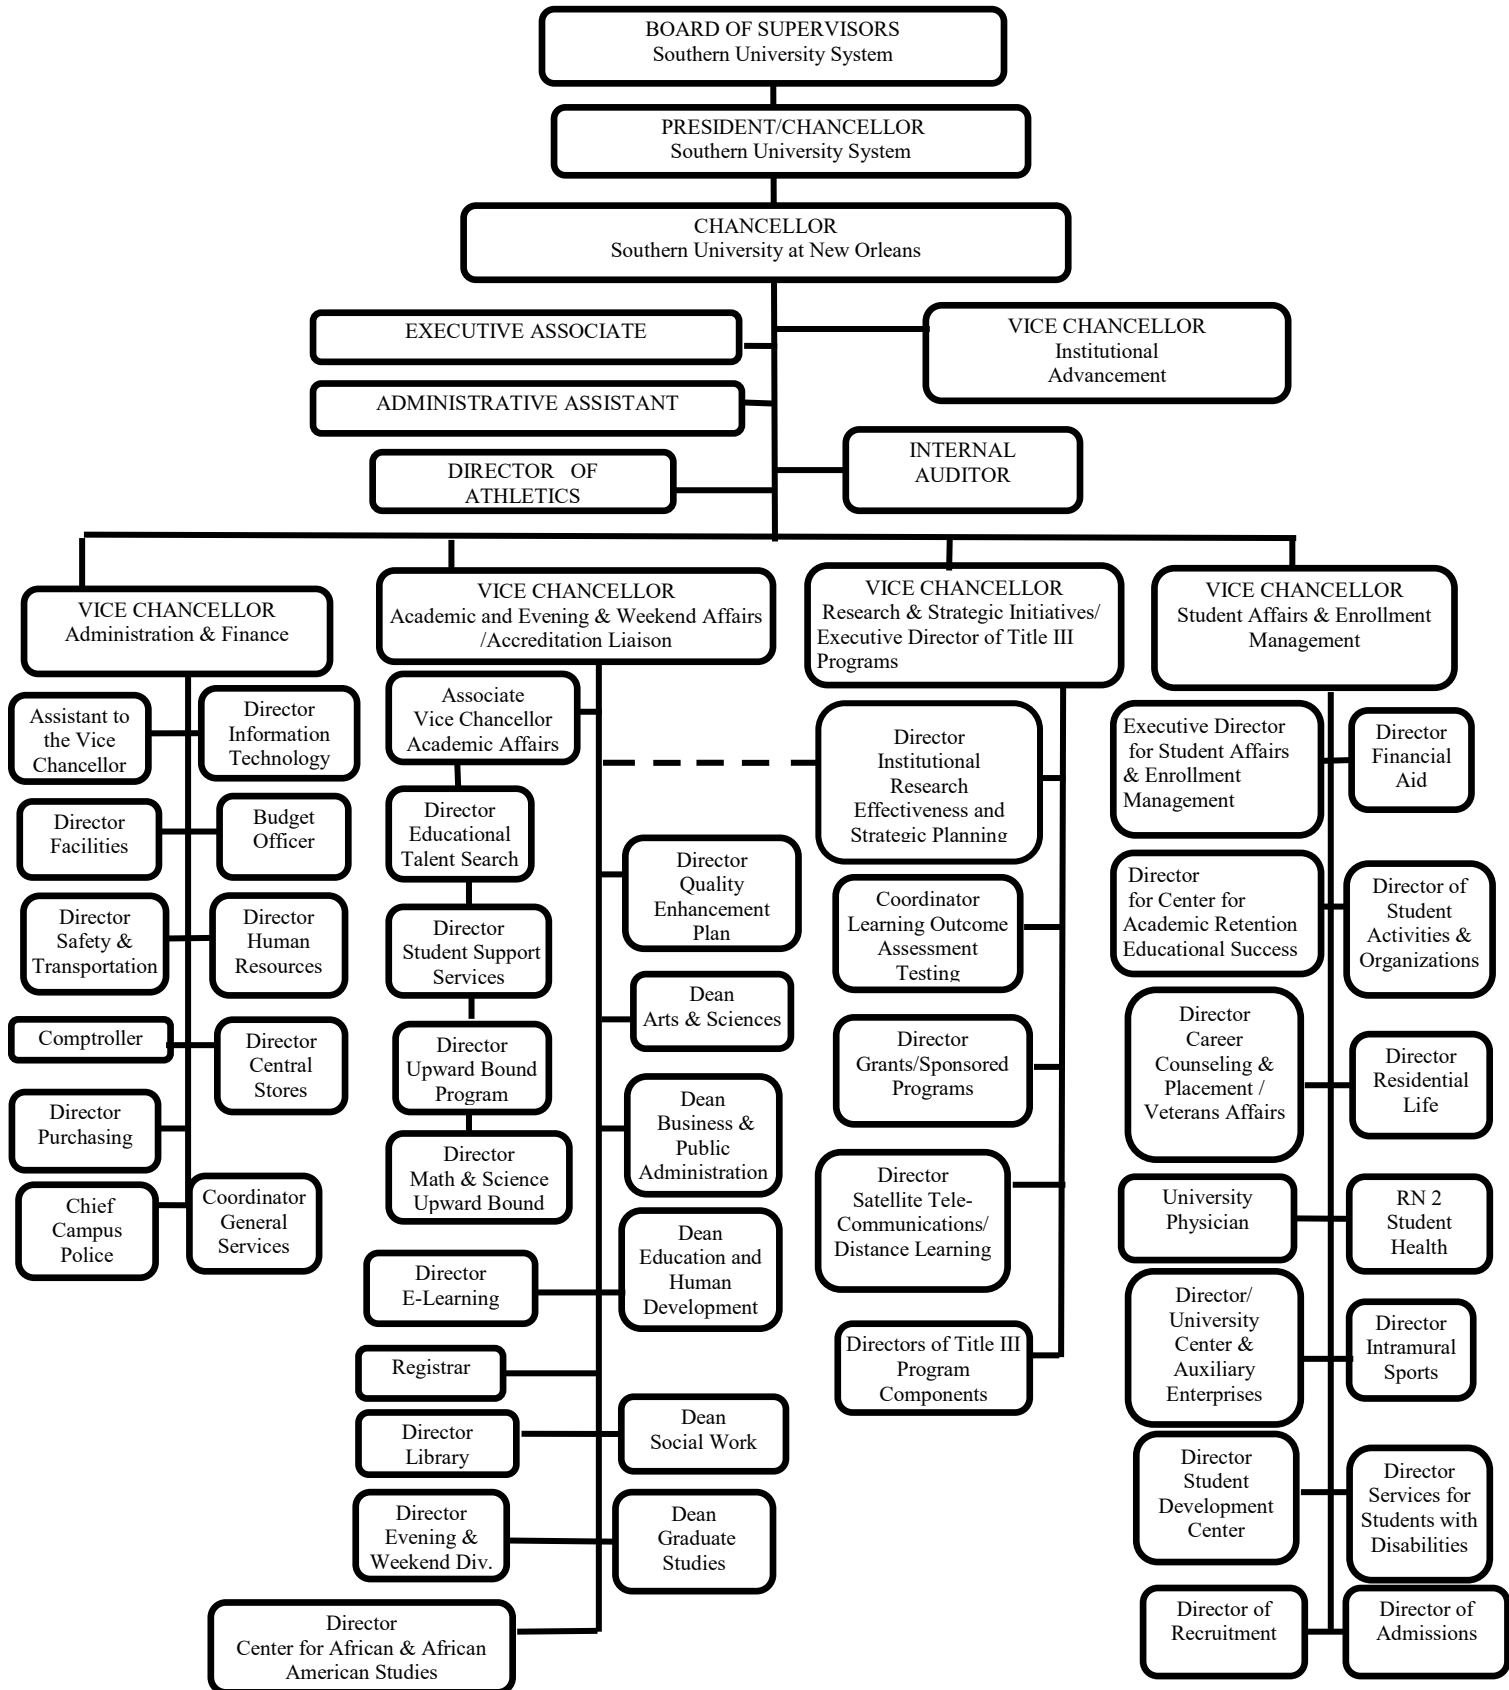 BOARD OF SUPERVISORS
Southern University System
PRESIDENT/CHANCELLOR
Southern University System
CHANCELLOR
Southern University at New Orleans
EXECUTIVE ASSOCIATE
VICE CHANCELLOR
Institutional
Advancement
ADMINISTRATIVE ASSISTANT
INTERNAL
AUDITOR
DIRECTOR OF
ATHLETICS
VICE CHANCELLOR
Administration & Finance
Assistant to
the Vice
Chancellor
Director
Information
Technology
Director
Facilities
Budget
Officer
Director
Safety &
Transportation
Director
Human
Resources
Comptroller
Director
Central
Stores
Director
Purchasing
Chief
Campus
Police
Coordinator
General
Services
VICE CHANCELLOR
Academic and Evening & Weekend Affairs
/Accreditation Liaison
Associate
Vice Chancellor
Academic Affairs
Director
Educational
Talent Search
Director
Student Support
Services
Director
Upward Bound
Program
Director
Math & Science
Upward Bound
Director
Quality
Enhancement
Plan
Dean
Arts & Sciences
Dean
Business &
Public
Administration
Dean
Education and
Human
Development
Director
E-Learning
Registrar
Director
Library
Dean
Social Work
Director
Evening &
Weekend Div.
Dean
Graduate
Studies
Director
Center for African & African
American Studies
VICE CHANCELLOR
Research & Strategic Initiatives/
Executive Director of Title III
Programs
Director
Institutional
Research
Effectiveness and
Strategic Planning
Coordinator
Learning Outcome
Assessment
Testing
Director
Grants/Sponsored
Programs
Director
Satellite Tele-
Communications/
Distance Learning
Directors of Title III
Program
Components
VICE CHANCELLOR
Student Affairs & Enrollment
Management
Executive Director
for Student Affairs
& Enrollment
Management
Director
Financial
Aid
Director
for Center for
Academic Retention
Educational Success
Director of
Student
Activities &
Organizations
Director
Career
Counseling &
Placement /
Veterans Affairs
Director
Residential
Life
University
Physician
RN 2
Student
Health
Director/
University
Center &
Auxiliary
Enterprises
Director
Intramural
Sports
Director
Student
Development
Center
Director
Services for
Students with
Disabilities
Director of
Recruitment
Director of
Admissions